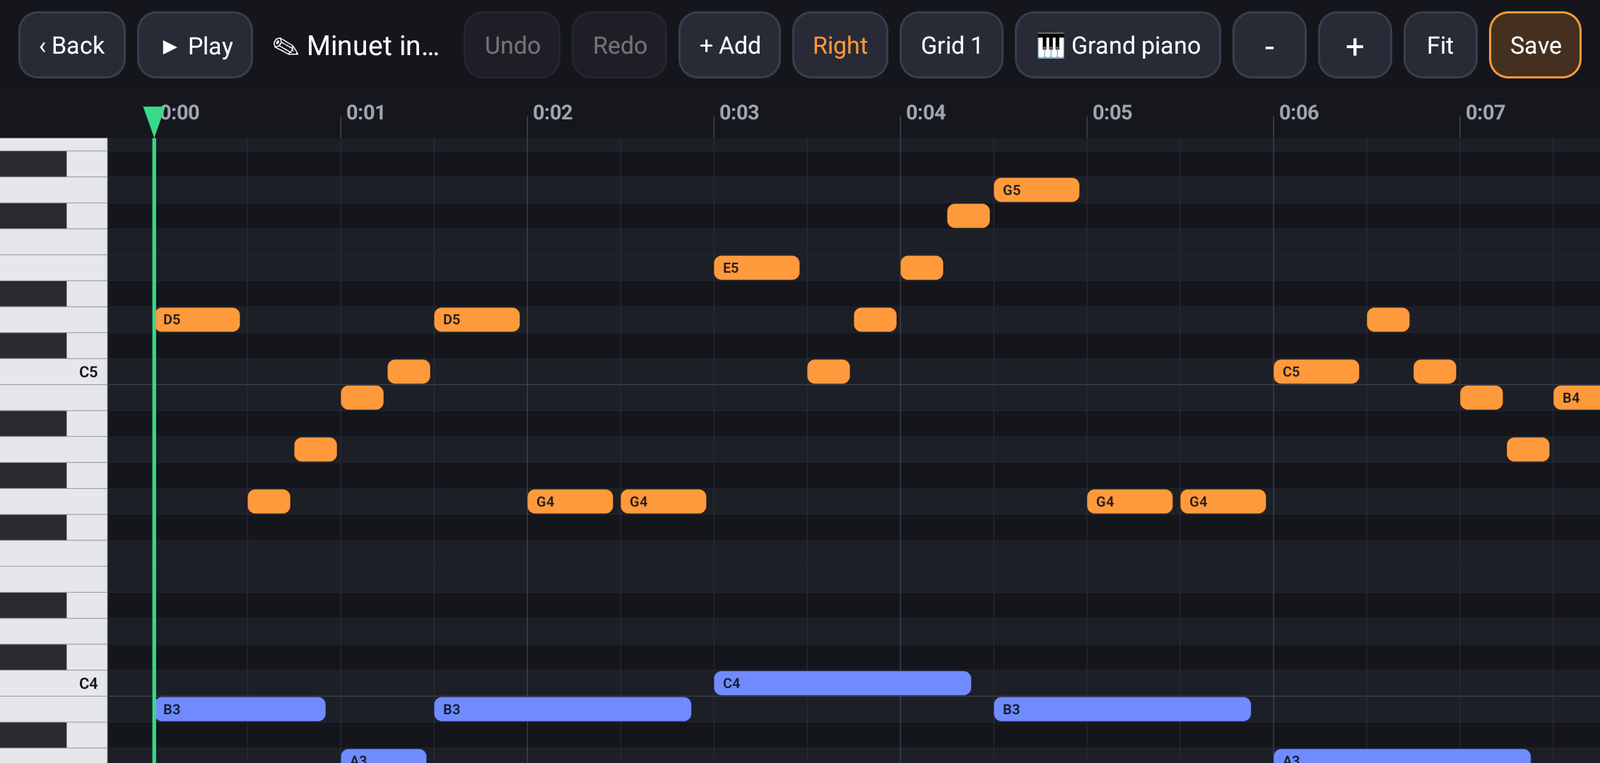 ‹ Back ▶ Play ✎ Minuet in... Undo Redo + Add Right Grid 1 🎹 Grand piano - + Fit Save
0:00 0:01 0:02 0:03 0:04 0:05 0:06 0:07
G5
E5
D5 D5
C5 C5
B4
G4 G4 G4 G4
C4 C4
B3 B3 B3
A3 A3